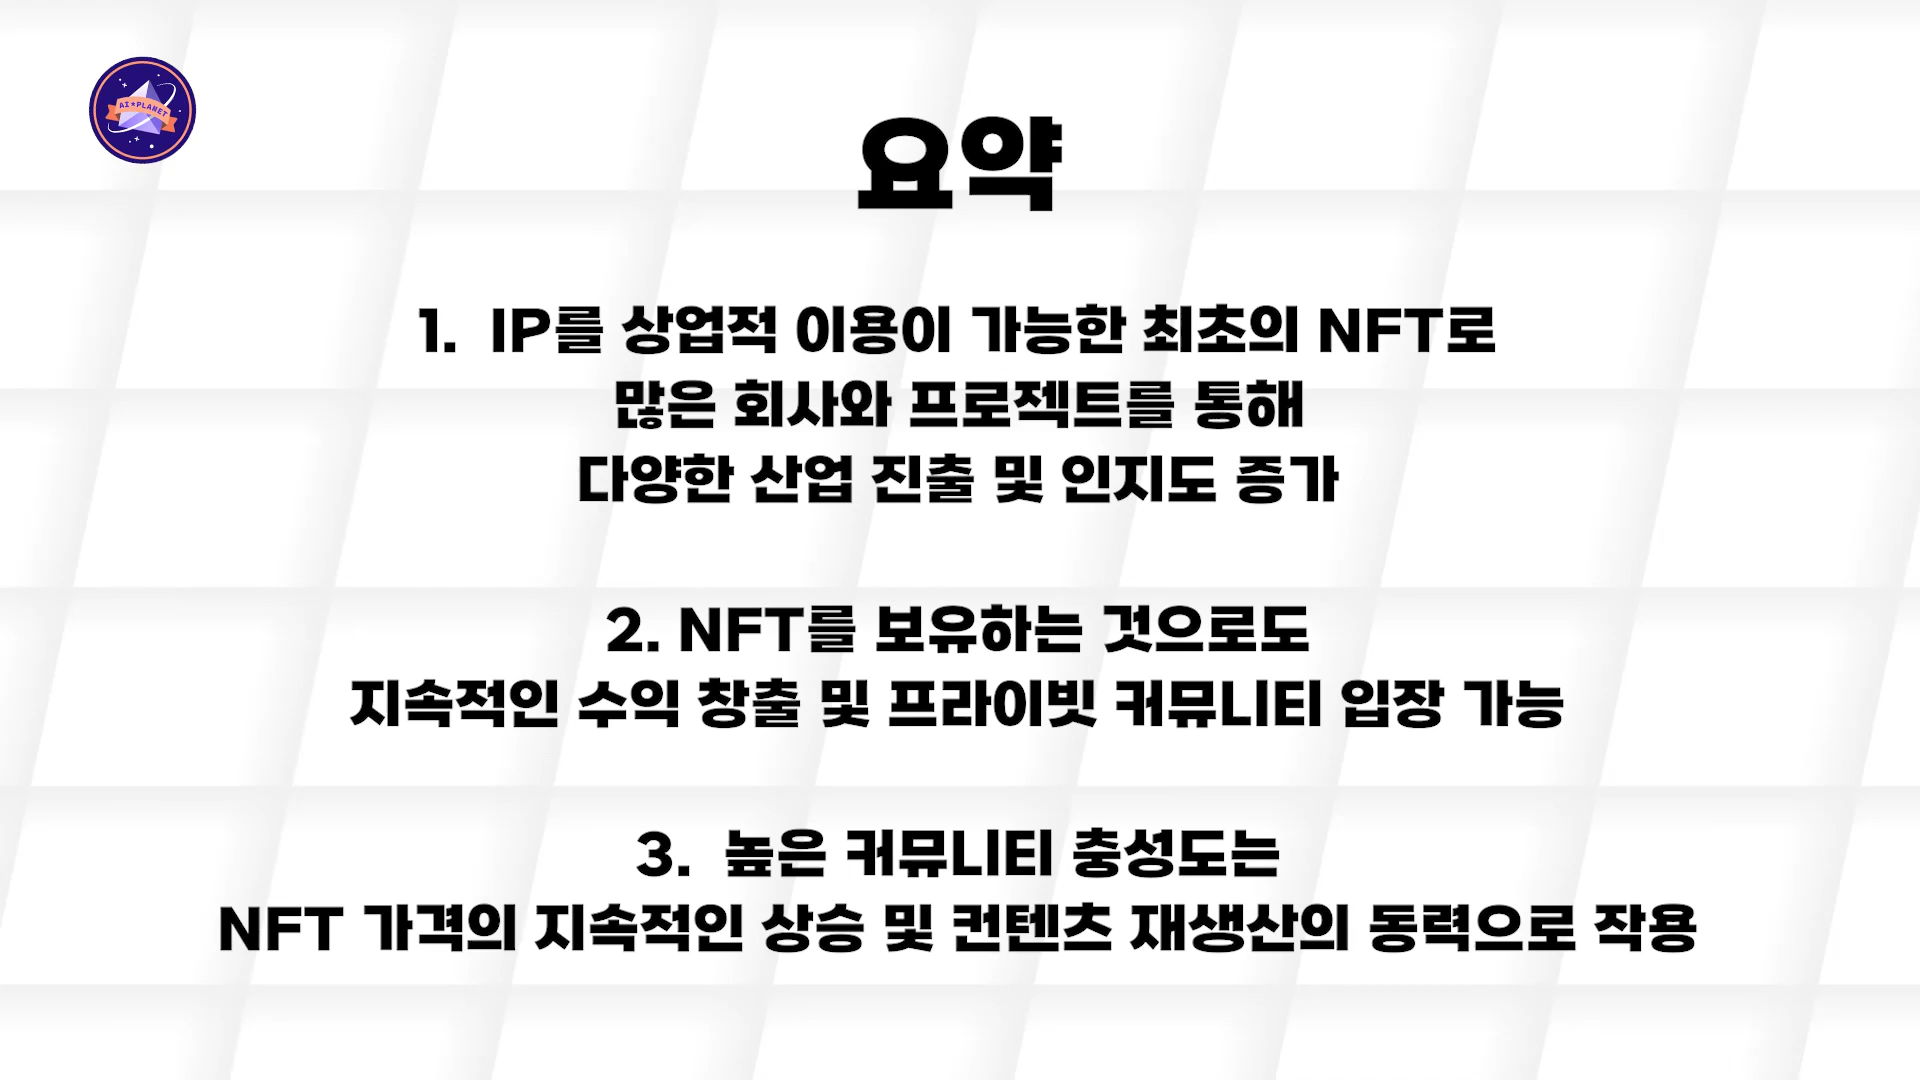 AI★PLANET
요약
1. IP를 상업적 이용이 가능한 최초의 NFT로
많은 회사와 프로젝트를 통해
다양한 산업 진출 및 인지도 증가
2. NFT를 보유하는 것으로도
지속적인 수익 창출 및 프라이빗 커뮤니티 입장 가능
3. 높은 커뮤니티 충성도는
NFT 가격의 지속적인 상승 및 컨텐츠 재생산의 동력으로 작용